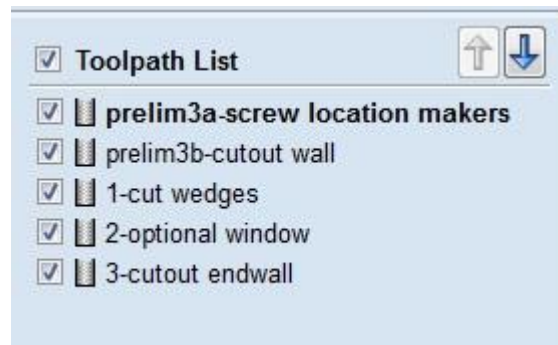 Toolpath List
prelim3a-screw location makers
prelim3b-cutout wall
1-cut wedges
2-optional window
3-cutout endwall